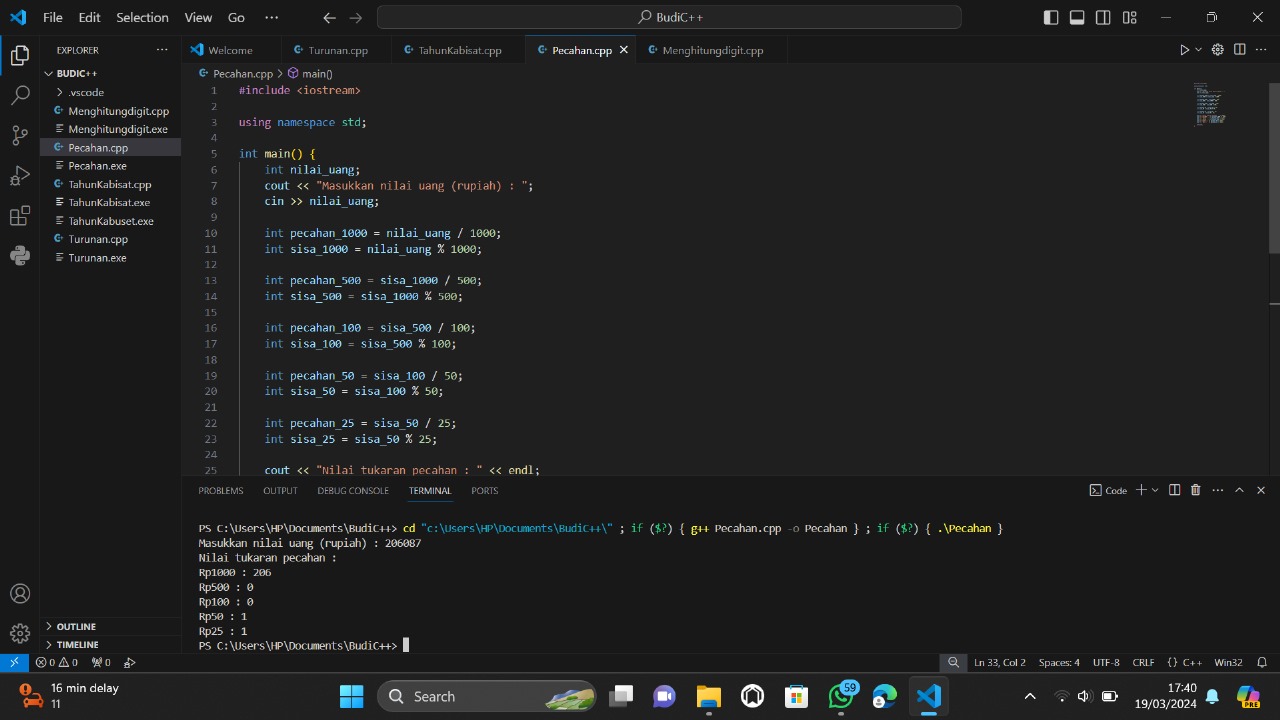 File Edit Selection View Go ··· BudiC++
EXPLORER ···
BUDIC++
.vscode
Menghitungdigit.cpp
Menghitungdigit.exe
Pecahan.cpp
Pecahan.exe
TahunKabisat.cpp
TahunKabisat.exe
TahunKabuset.exe
Turunan.cpp
Turunan.exe
OUTLINE
TIMELINE
Welcome Turunan.cpp TahunKabisat.cpp Pecahan.cpp Menghitungdigit.cpp
Pecahan.cpp > main()
1 #include <iostream>
2
3 using namespace std;
4
5 int main() {
6 int nilai_uang;
7 cout << "Masukkan nilai uang (rupiah) : ";
8 cin >> nilai_uang;
9
10 int pecahan_1000 = nilai_uang / 1000;
11 int sisa_1000 = nilai_uang % 1000;
12
13 int pecahan_500 = sisa_1000 / 500;
14 int sisa_500 = sisa_1000 % 500;
15
16 int pecahan_100 = sisa_500 / 100;
17 int sisa_100 = sisa_500 % 100;
18
19 int pecahan_50 = sisa_100 / 50;
20 int sisa_50 = sisa_100 % 50;
21
22 int pecahan_25 = sisa_50 / 25;
23 int sisa_25 = sisa_50 % 25;
24
25 cout << "Nilai tukaran pecahan : " << endl;
PROBLEMS OUTPUT DEBUG CONSOLE TERMINAL PORTS Code
PS C:\Users\HP\Documents\BudiC++> cd "c:\Users\HP\Documents\BudiC++\" ; if ($?) { g++ Pecahan.cpp -o Pecahan } ; if ($?) { .\Pecahan }
Masukkan nilai uang (rupiah) : 206087
Nilai tukaran pecahan :
Rp1000 : 206
Rp500 : 0
Rp100 : 0
Rp50 : 1
Rp25 : 1
PS C:\Users\HP\Documents\BudiC++>
0 0 0 Ln 33, Col 2 Spaces: 4 UTF-8 CRLF {} C++ Win32
16 min delay
11
Search
59
17:40
19/03/2024
PRE